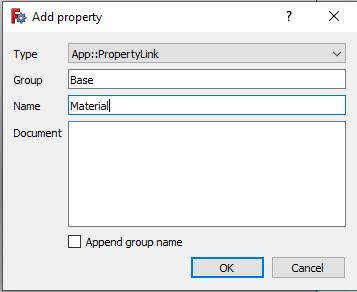 Add property
?
Type App::PropertyLink
Group Base
Name Material
Document
Append group name
OK Cancel